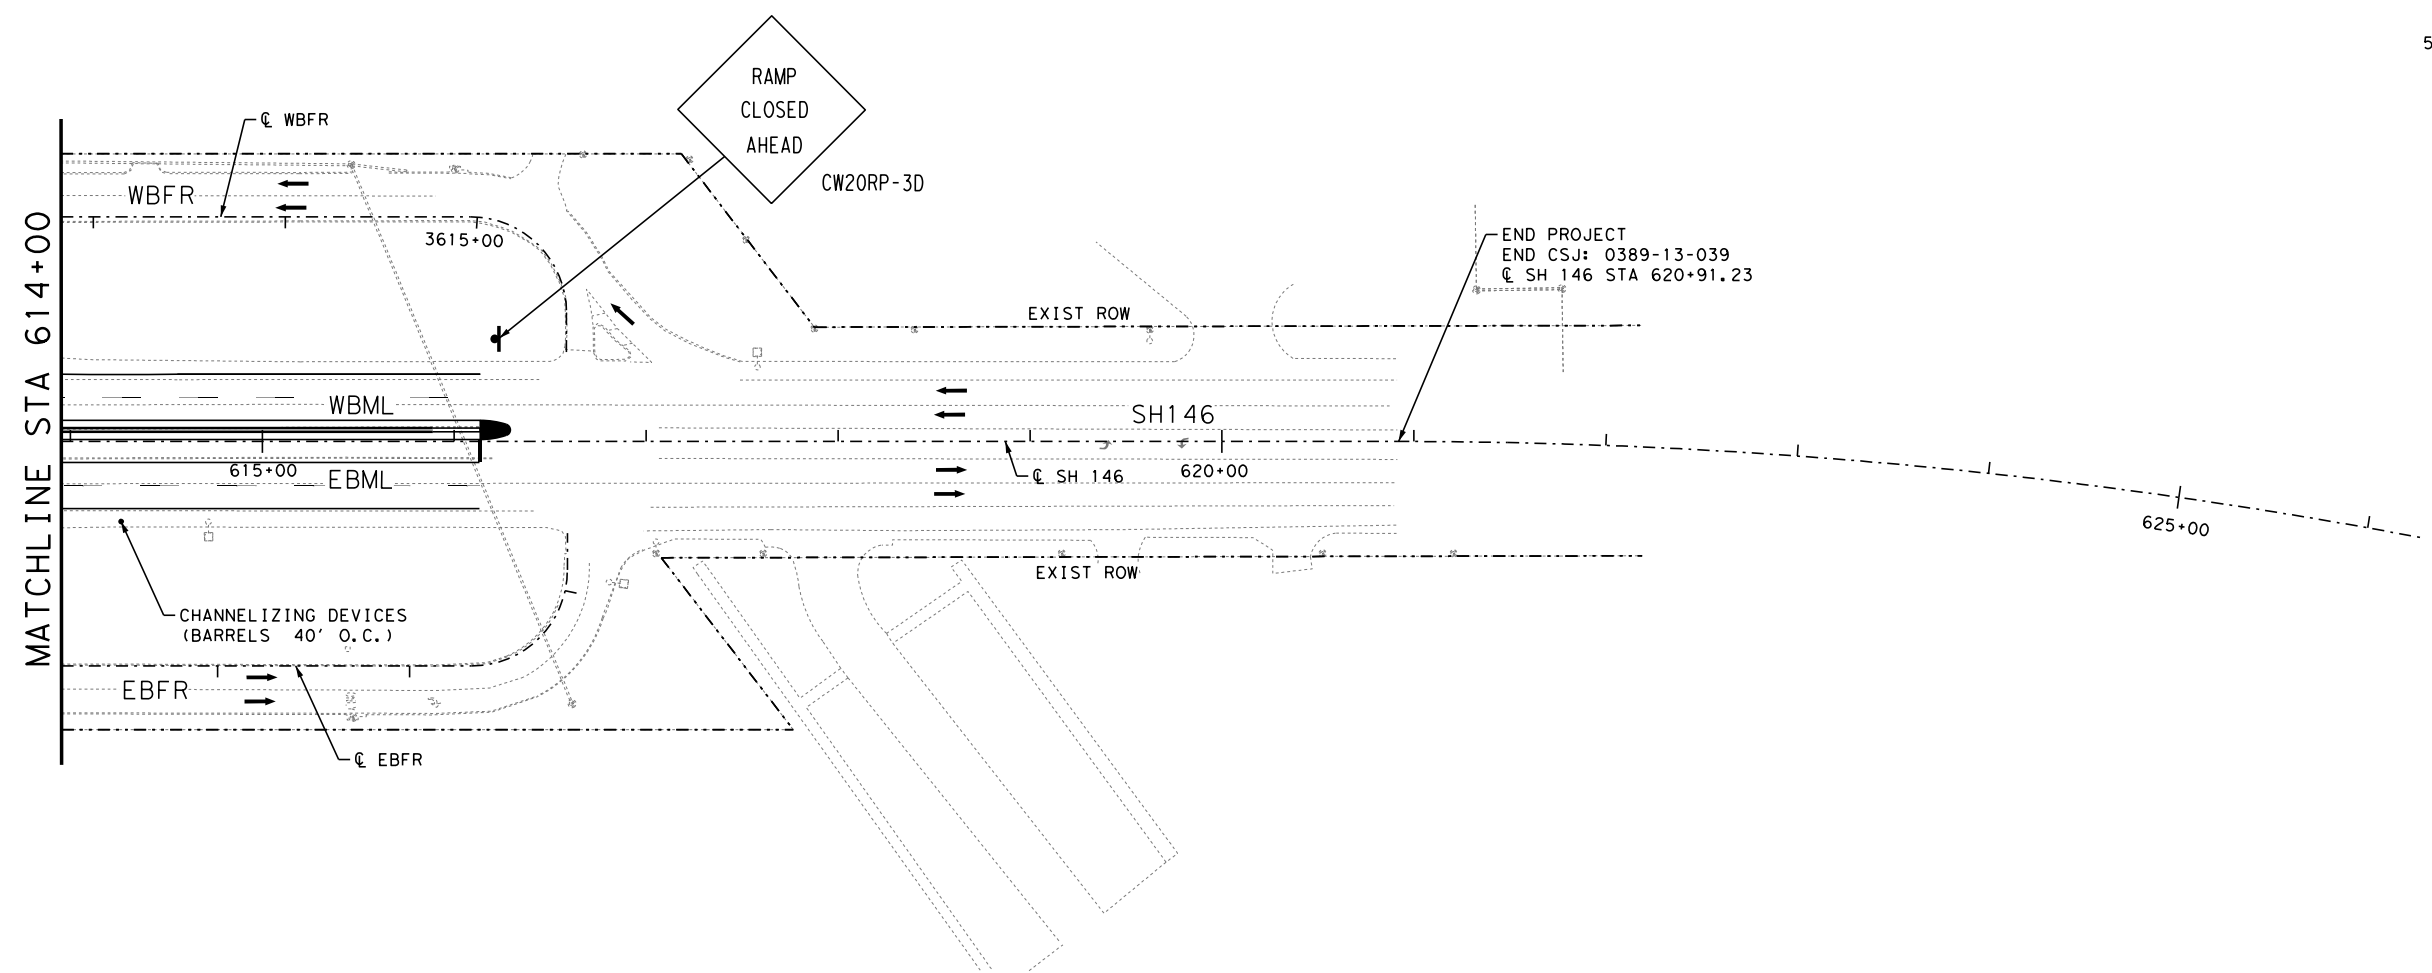 5
RAMP
CLOSED
AHEAD
CW20RP-3D
℄ WBFR
WBFR
3615+00
END PROJECT
END CSJ: 0389-13-039
℄ SH 146 STA 620+91.23
EXIST ROW
MATCHLINE STA 614+00
WBML
SH146
615+00
EBML
℄ SH 146
620+00
625+00
EXIST ROW
CHANNELIZING DEVICES
(BARRELS 40' O.C.)
EBFR
℄ EBFR